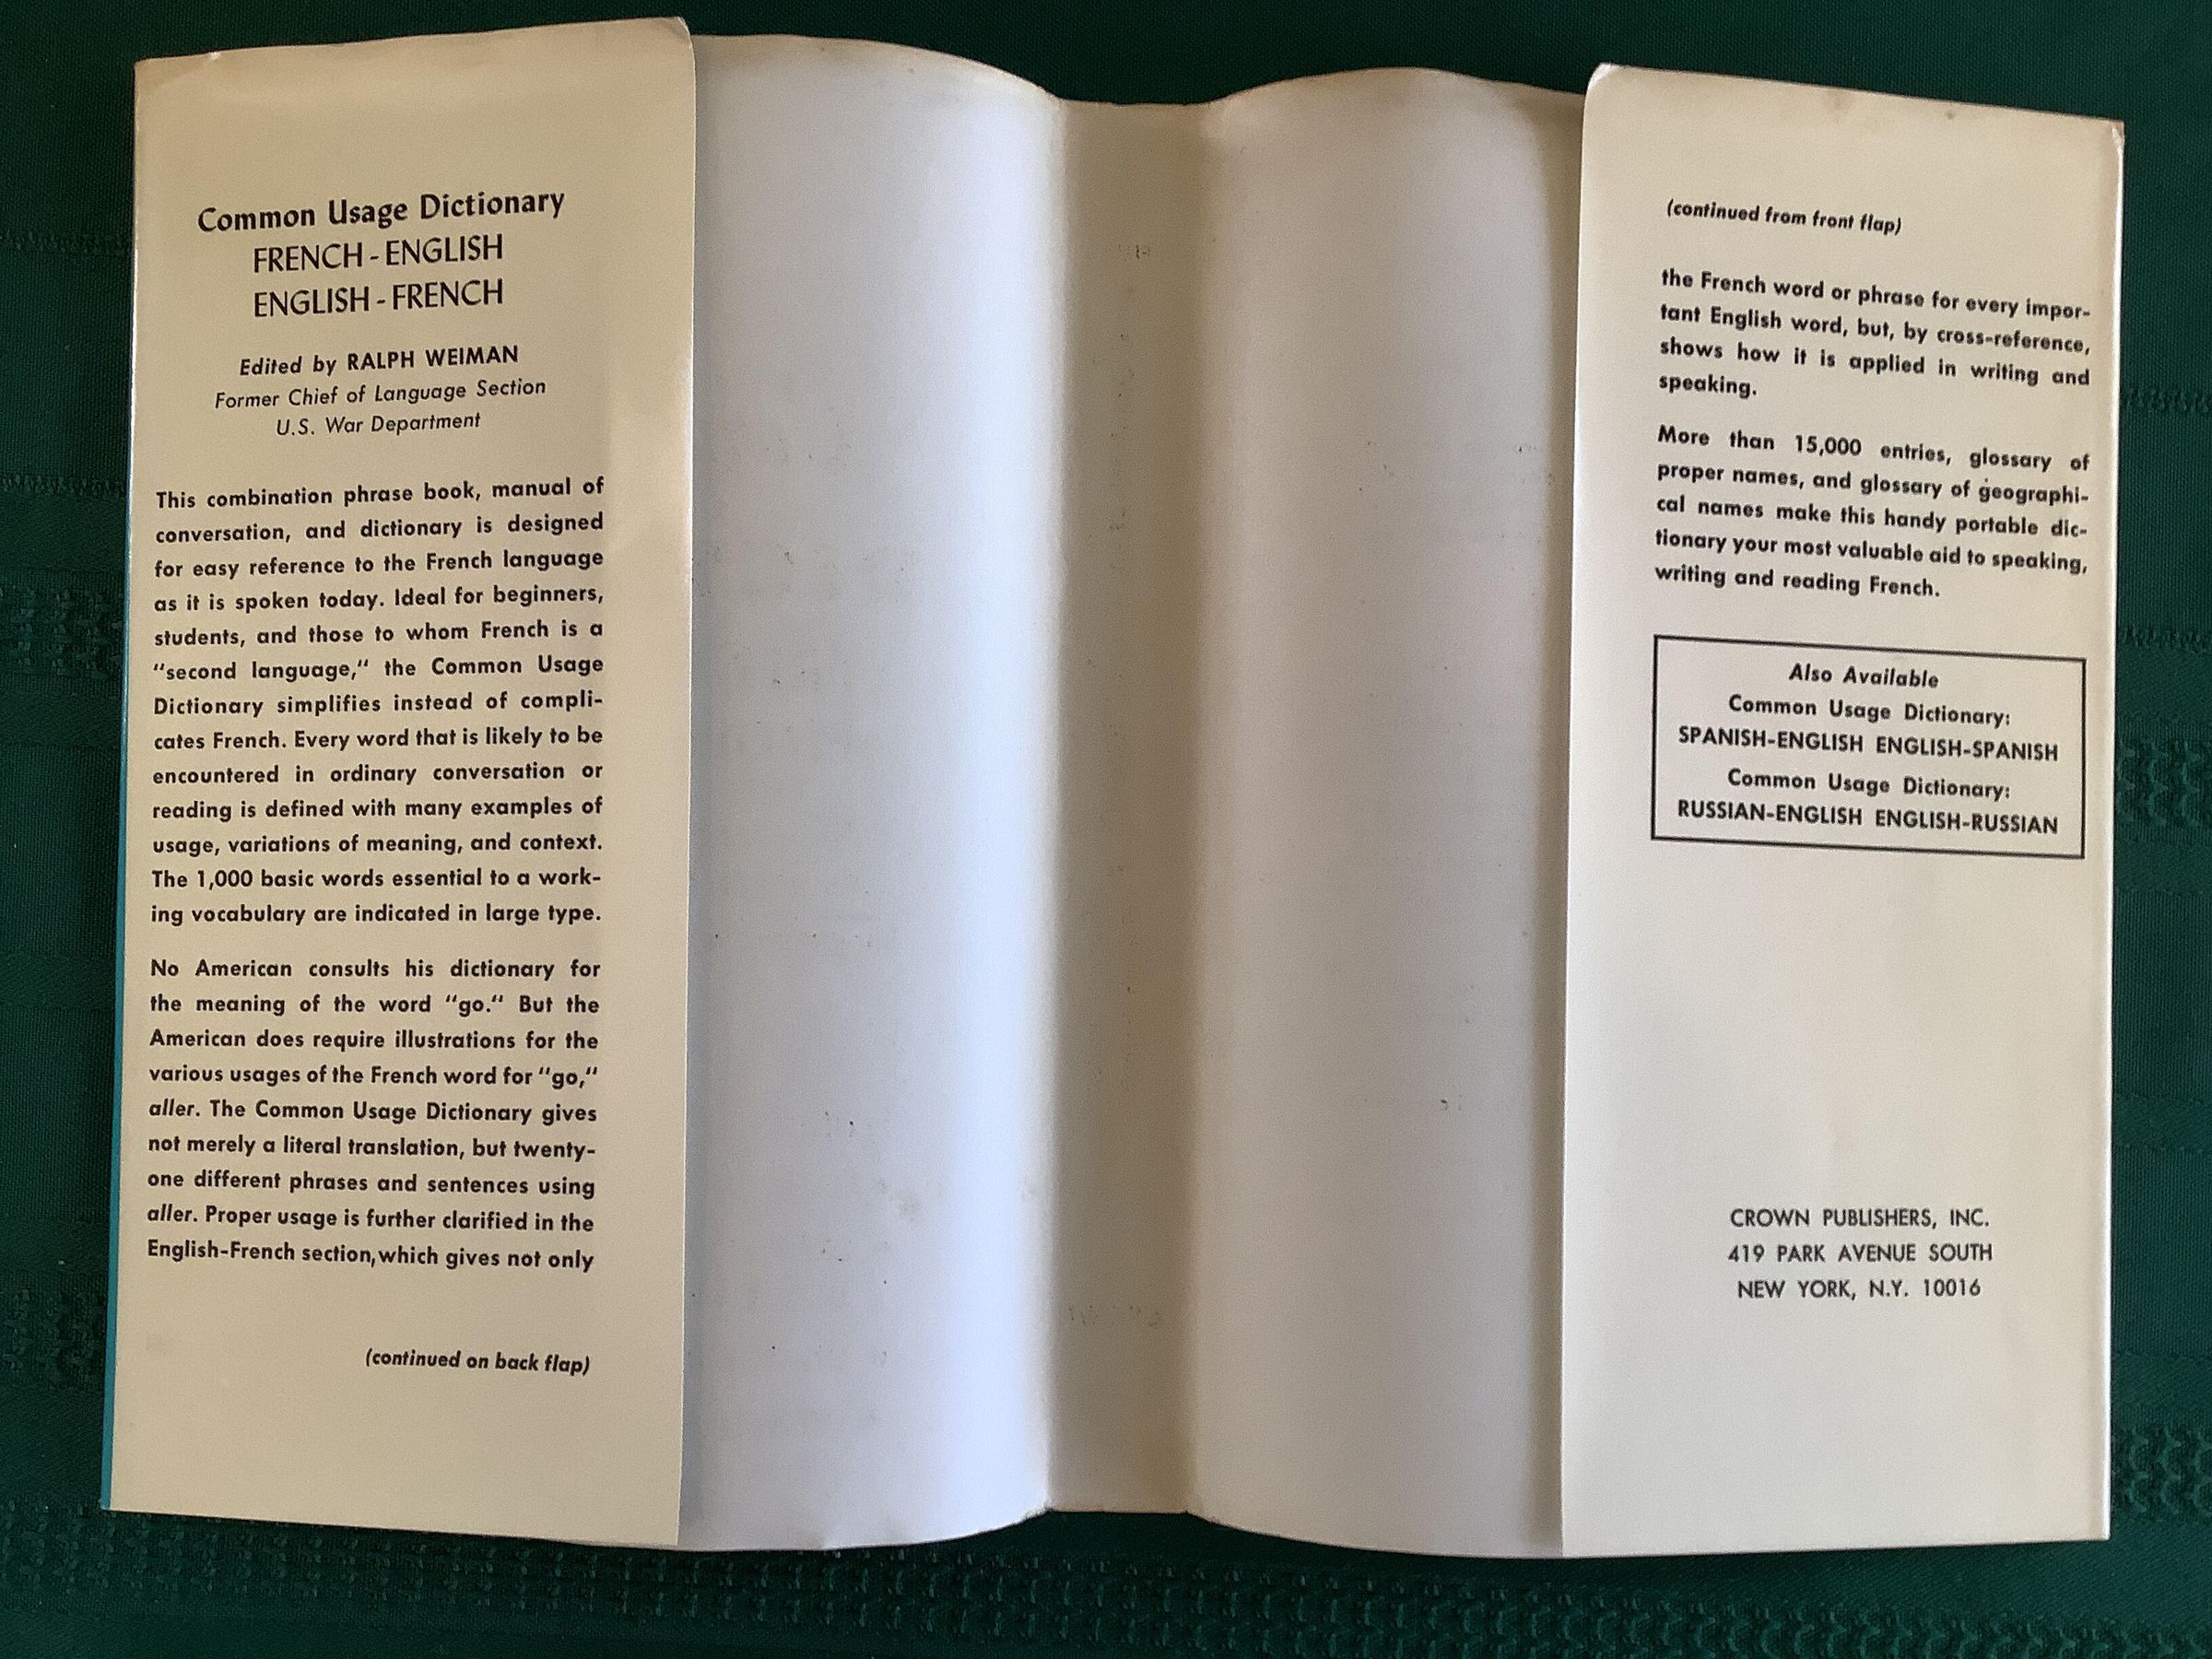 Common Usage Dictionary
FRENCH - ENGLISH
ENGLISH - FRENCH
Edited by RALPH WEIMAN
Former Chief of Language Section
U.S. War Department
This combination phrase book, manual of
conversation, and dictionary is designed
for easy reference to the French language
as it is spoken today. Ideal for beginners,
students, and those to whom French is a
“second language,“ the Common Usage
Dictionary simplifies instead of compli-
cates French. Every word that is likely to be
encountered in ordinary conversation or
reading is defined with many examples of
usage, variations of meaning, and context.
The 1,000 basic words essential to a work-
ing vocabulary are indicated in large type.
No American consults his dictionary for
the meaning of the word “go.“ But the
American does require illustrations for the
various usages of the French word for “go,“
aller. The Common Usage Dictionary gives
not merely a literal translation, but twenty-
one different phrases and sentences using
aller. Proper usage is further clarified in the
English-French section, which gives not only
(continued on back flap)
(continued from front flap)
the French word or phrase for every impor-
tant English word, but, by cross-reference,
shows how it is applied in writing and
speaking.
More than 15,000 entries, glossary of
proper names, and glossary of geographi-
cal names make this handy portable dic-
tionary your most valuable aid to speaking,
writing and reading French.
Also Available
Common Usage Dictionary:
SPANISH-ENGLISH ENGLISH-SPANISH
Common Usage Dictionary:
RUSSIAN-ENGLISH ENGLISH-RUSSIAN
CROWN PUBLISHERS, INC.
419 PARK AVENUE SOUTH
NEW YORK, N.Y. 10016